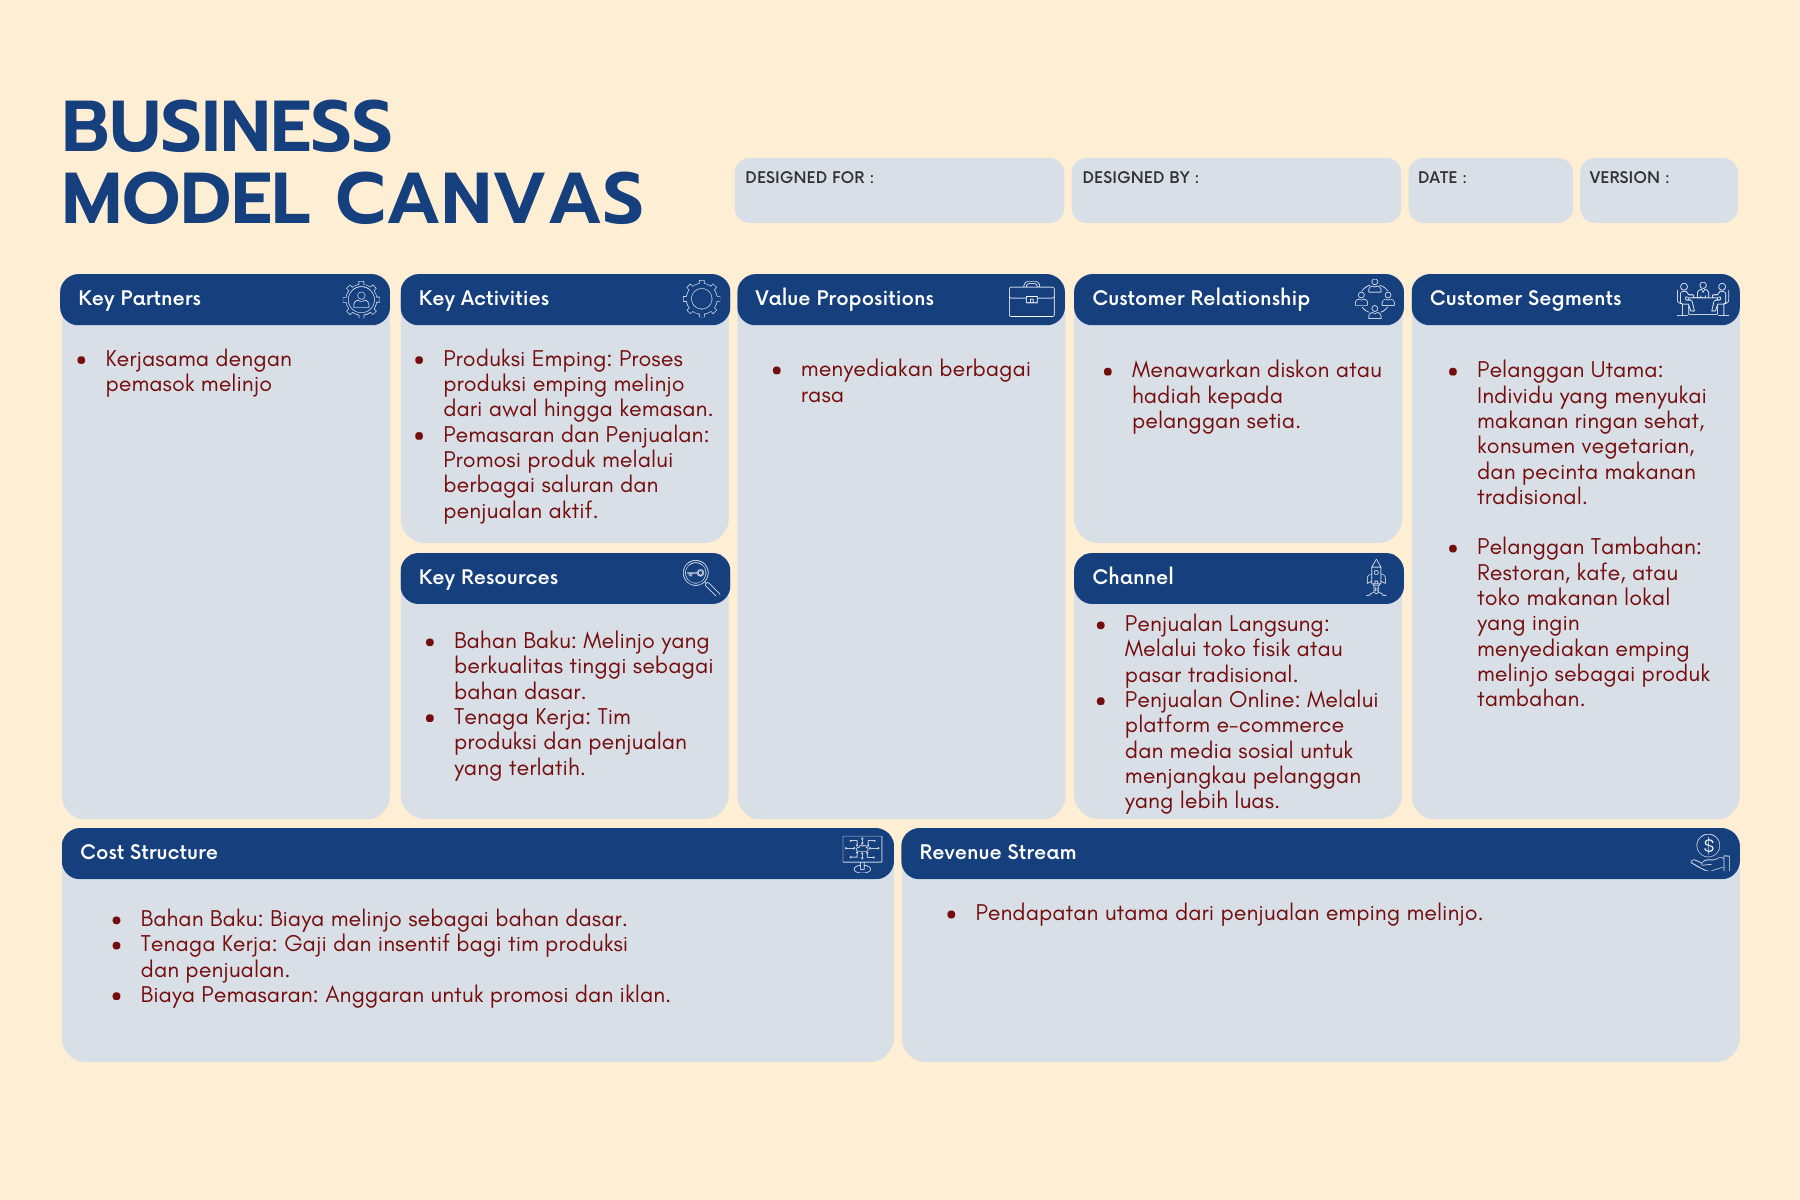 BUSINESS
MODEL CANVAS
DESIGNED FOR :
DESIGNED BY :
DATE :
VERSION :
Key Partners
• Kerjasama dengan
pemasok melinjo
Key Activities
• Produksi Emping: Proses
produksi emping melinjo
dari awal hingga kemasan.
• Pemasaran dan Penjualan:
Promosi produk melalui
berbagai saluran dan
penjualan aktif.
Key Resources
• Bahan Baku: Melinjo yang
berkualitas tinggi sebagai
bahan dasar.
• Tenaga Kerja: Tim
produksi dan penjualan
yang terlatih.
Value Propositions
• menyediakan berbagai
rasa
Customer Relationship
• Menawarkan diskon atau
hadiah kepada
pelanggan setia.
Channel
• Penjualan Langsung:
Melalui toko fisik atau
pasar tradisional.
• Penjualan Online: Melalui
platform e-commerce
dan media sosial untuk
menjangkau pelanggan
yang lebih luas.
Customer Segments
• Pelanggan Utama:
Individu yang menyukai
makanan ringan sehat,
konsumen vegetarian,
dan pecinta makanan
tradisional.
• Pelanggan Tambahan:
Restoran, kafe, atau
toko makanan lokal
yang ingin
menyediakan emping
melinjo sebagai produk
tambahan.
Cost Structure
• Bahan Baku: Biaya melinjo sebagai bahan dasar.
• Tenaga Kerja: Gaji dan insentif bagi tim produksi
dan penjualan.
• Biaya Pemasaran: Anggaran untuk promosi dan iklan.
Revenue Stream
$
• Pendapatan utama dari penjualan emping melinjo.